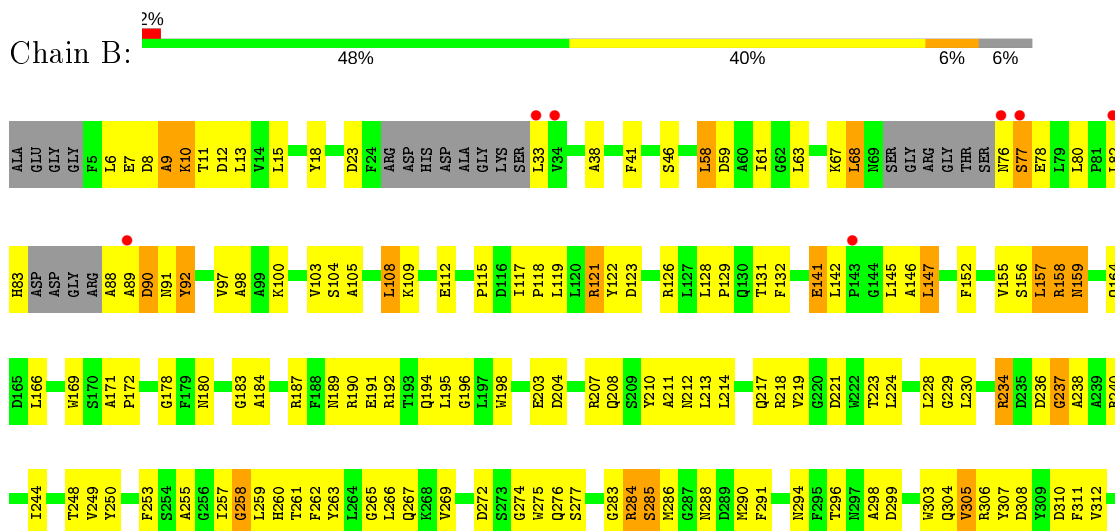 2%
Chain B:
48% 40% 6% 6%
ALA GLU GLY GLY F5 L6 E7 D8 A9 K10 T11 D12 L13 V14 L15 Y18 D23 F24 ARG ASP HIS ASP ALA GLY LYS SER L33 V34 A38 F41 S46 L58 D59 A60 I61 G62 L63 K67 L68 N69 SER GLY ARG GLY THR SER N76 S77 E78 L79 L80 P81 L82
H83 ASP ASP GLY ARG A88 A89 D90 N91 Y92 V97 A98 A99 K100 V103 S104 A105 L108 K109 E112 P115 D116 I117 P118 L119 L120 R121 Y122 D123 R126 L127 L128 P129 Q130 T131 F132 E141 L142 P143 G144 L145 A146 L147 F152 V155 S156 L157 R158 N159 Q164
D165 L166 W169 S170 A171 P172 G178 F179 N180 G183 A184 R187 F188 N189 R190 E191 R192 T193 Q194 L195 G196 L197 W198 E203 D204 R207 Q208 S209 Y210 A211 N212 L213 L214 Q217 R218 V219 G220 D221 W222 T223 L224 L228 G229 L230 R234 D235 D236 G237 A238 A239 R240
I244 T248 V249 Y250 F253 S254 A255 G256 I257 G258 L259 H260 T261 F262 Y263 L264 G265 L266 Q267 K268 V269 D272 S273 G274 W275 Q276 S277 G283 R284 S285 M286 G287 N288 D289 M290 F291 N294 F295 T296 N297 A298 D299 W303 Q304 V305 R306 Y307 D308 Y309 D310 F311 V312